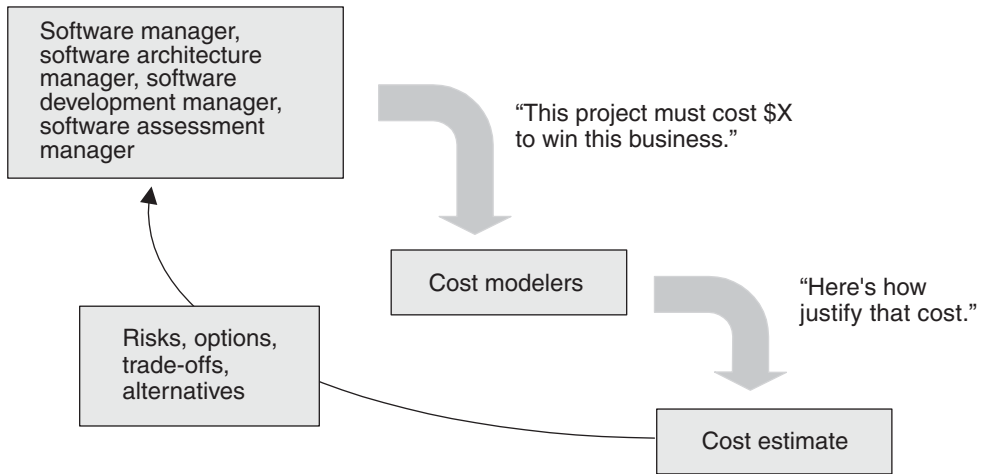 Software manager,
software architecture
manager, software
development manager,
software assessment
manager
“This project must cost $X
to win this business.”
Cost modelers
“Here's how
justify that cost.”
Risks, options,
trade-offs,
alternatives
Cost estimate